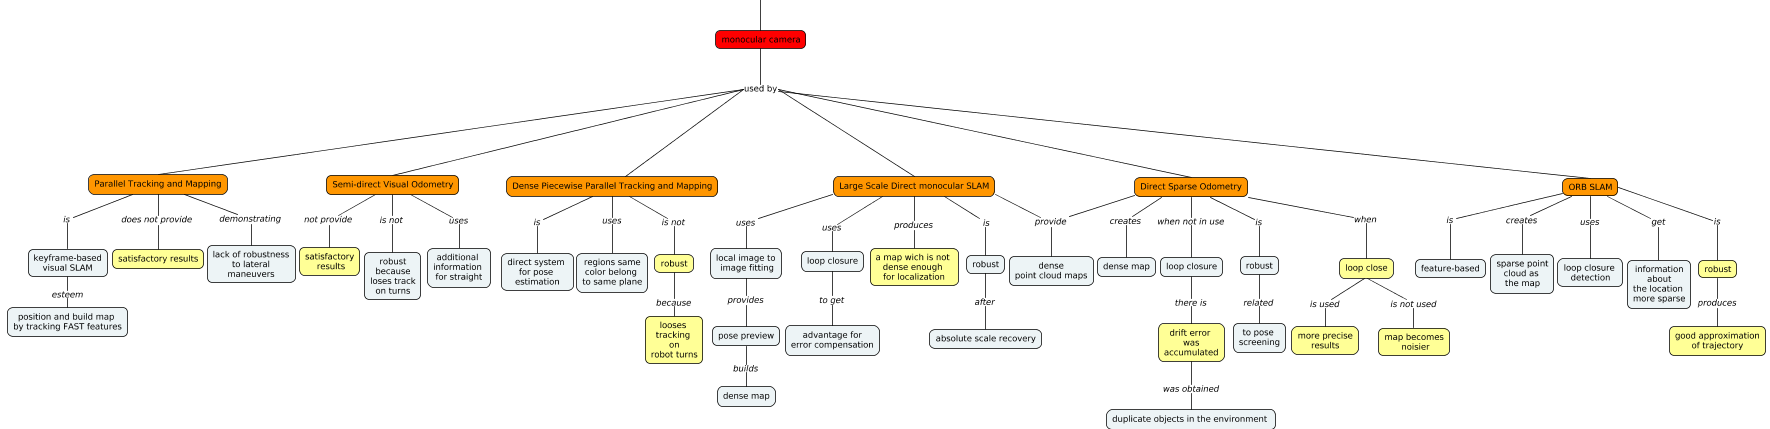 monocular camera
used by
Parallel Tracking and Mapping
is
keyframe-based
visual SLAM
esteem
position and build map
by tracking FAST features
does not provide
satisfactory results
demonstrating
lack of robustness
to lateral
maneuvers
Semi-direct Visual Odometry
not provide
satisfactory
results
is not
robust
because
loses track
on turns
uses
additional
information
for straight
Dense Piecewise Parallel Tracking and Mapping
is
direct system
for pose
estimation
uses
regions same
color belong
to same plane
is not
robust
because
looses
tracking
on
robot turns
Large Scale Direct monocular SLAM
uses
local image to
image fitting
provides
pose preview
builds
dense map
uses
loop closure
to get
advantage for
error compensation
produces
a map wich is not
dense enough
for localization
is
robust
after
absolute scale recovery
provide
dense
point cloud maps
Direct Sparse Odometry
creates
dense map
when not in use
loop closure
there is
drift error
was
accumulated
was obtained
duplicate objects in the environment
is
robust
related
to pose
screening
when
loop close
is used
more precise
results
is not used
map becomes
noisier
ORB SLAM
is
feature-based
creates
sparse point
cloud as
the map
uses
loop closure
detection
get
information
about
the location
more sparse
is
robust
produces
good approximation
of trajectory